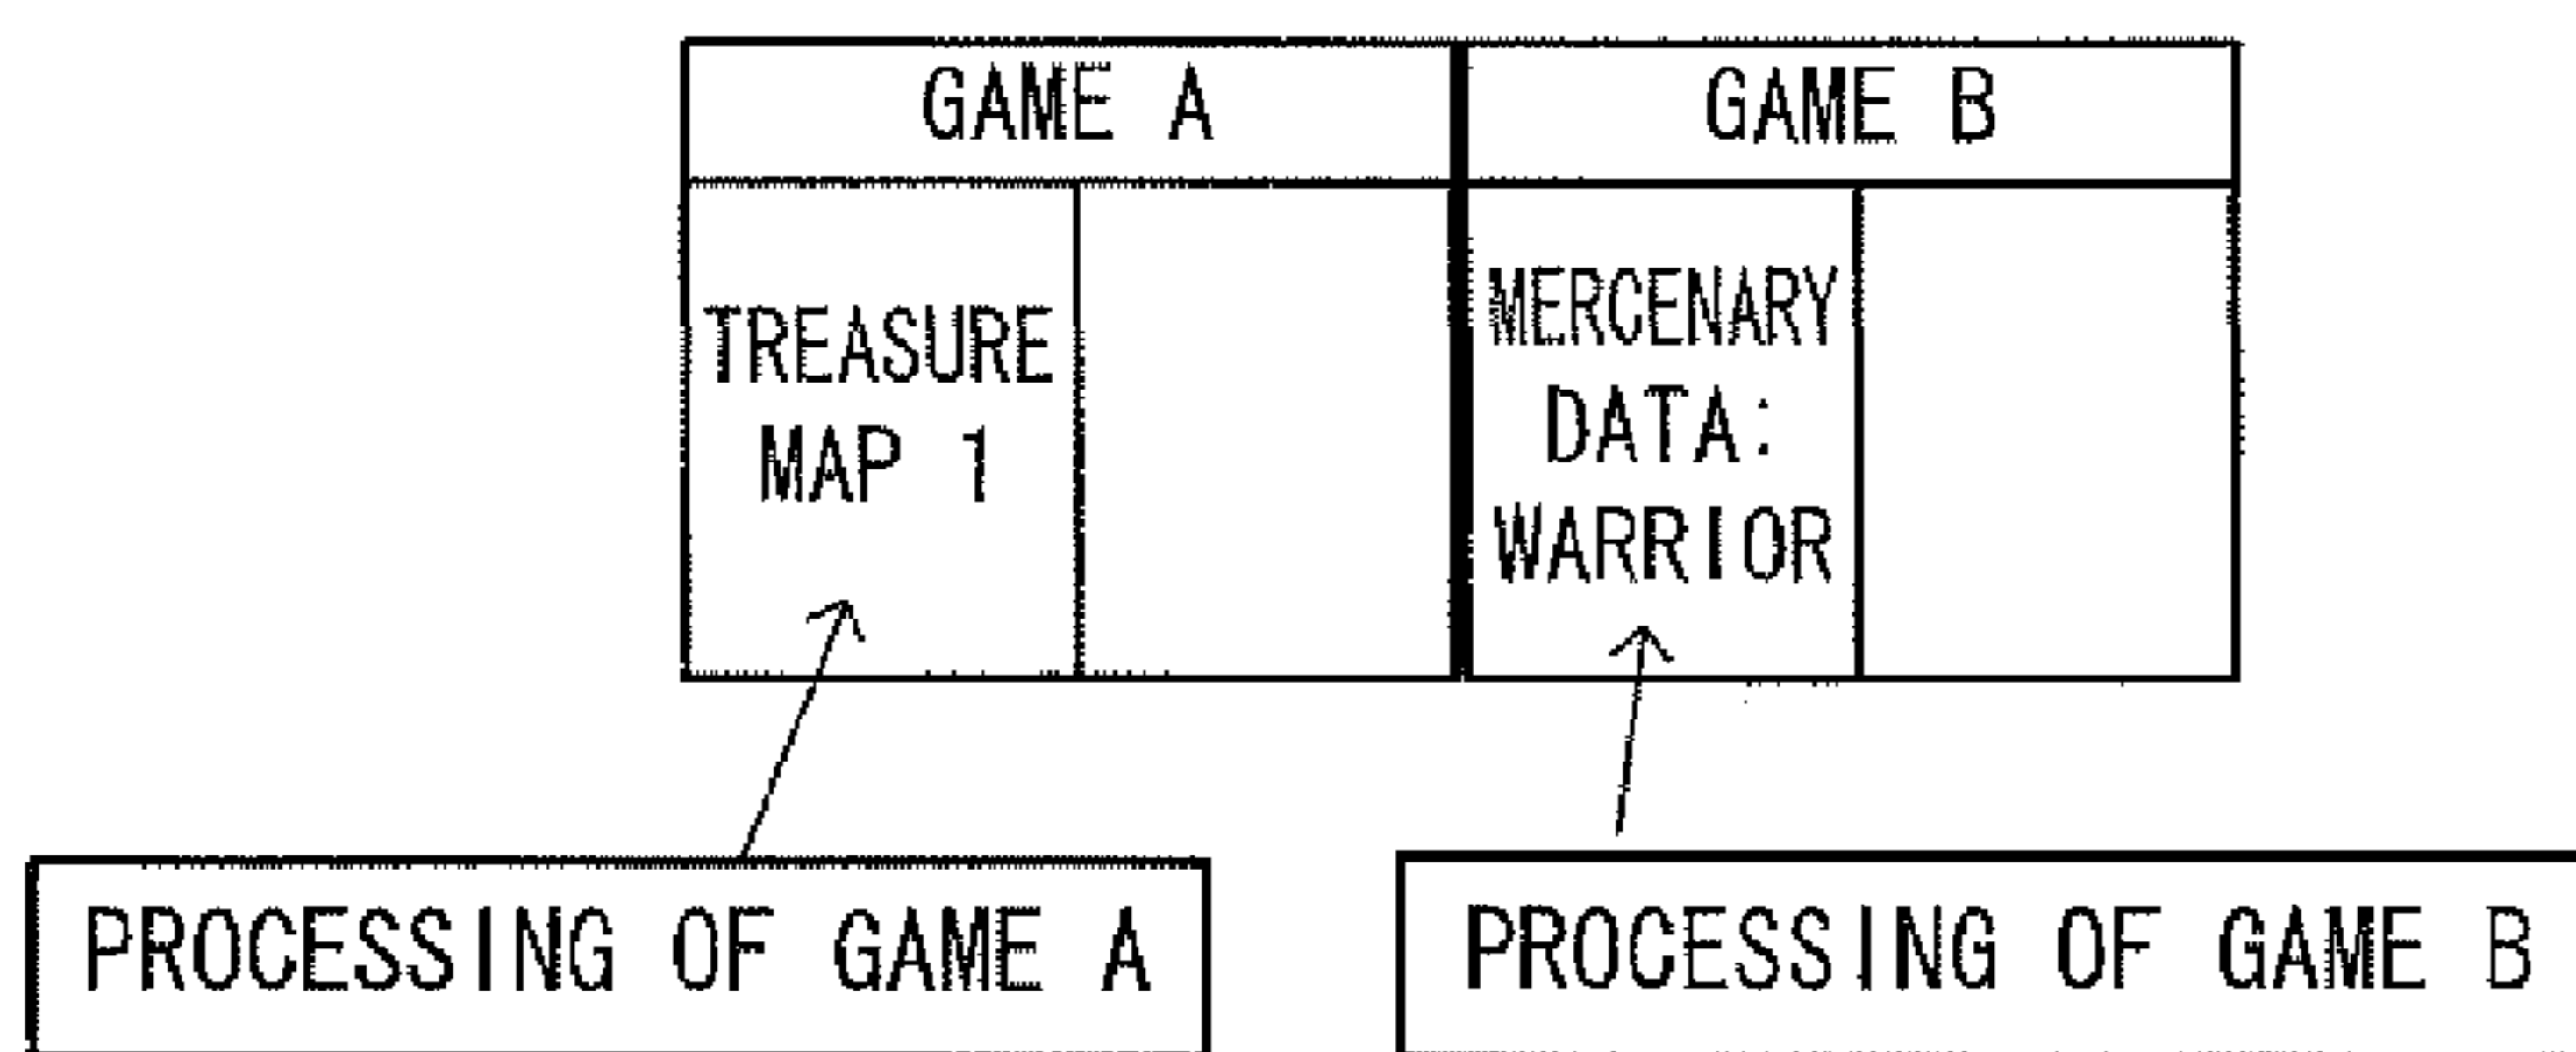 GAME A
GAME B
TREASURE
MAP 1
MERCENARY
DATA:
WARRIOR
PROCESSING OF GAME A
PROCESSING OF GAME B